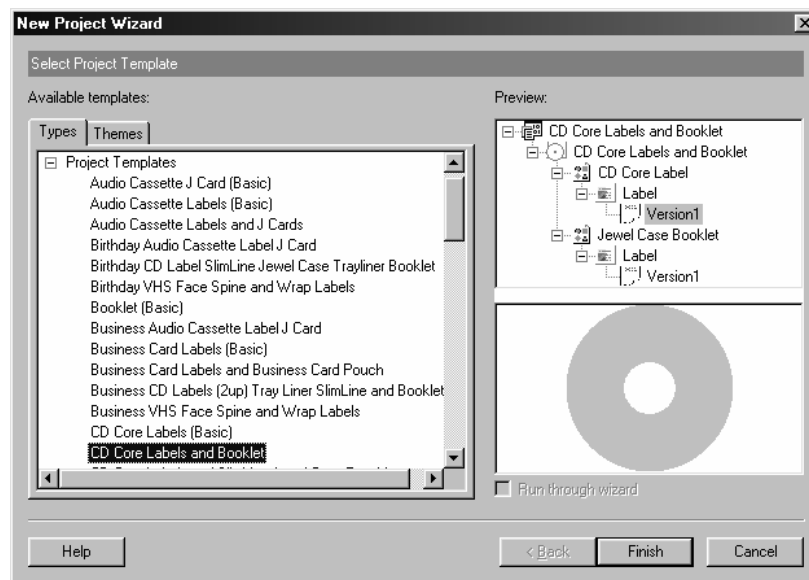 New Project Wizard
Select Project Template
Available templates:
Types
Themes
Project Templates
Audio Cassette J Card (Basic)
Audio Cassette Labels (Basic)
Audio Cassette Labels and J Cards
Birthday Audio Cassette Label J Card
Birthday CD Label SlimLine Jewel Case Trayliner Booklet
Birthday VHS Face Spine and Wrap Labels
Booklet (Basic)
Business Audio Cassette Label J Card
Business Card Labels (Basic)
Business Card Labels and Business Card Pouch
Business CD Labels (2up) Tray Liner SlimLine and Booklet
Business VHS Face Spine and Wrap Labels
CD Core Labels (Basic)
CD Core Labels and Booklet
Preview:
CD Core Labels and Booklet
CD Core Labels and Booklet
CD Core Label
Label
Version1
Jewel Case Booklet
Label
Version1
Run through wizard
Help
< Back
Finish
Cancel